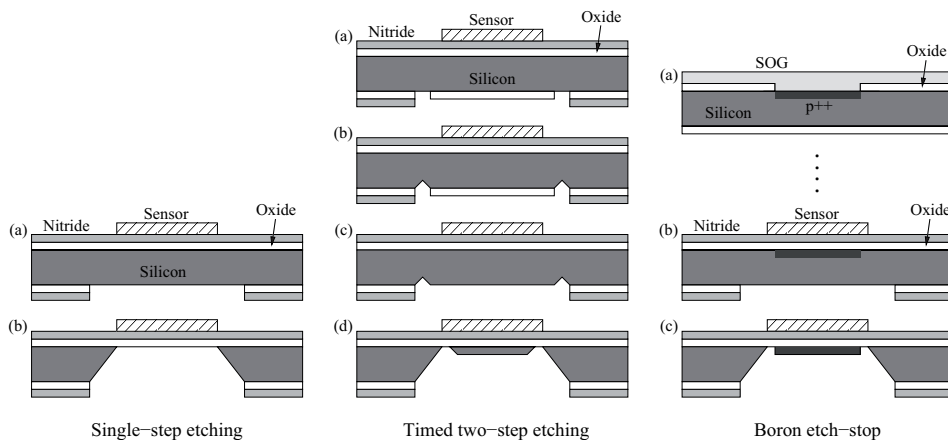 Sensor
Oxide
(a)
Nitride
Silicon
(b)
(c)
(d)
Timed two−step etching
SOG
Oxide
(a)
Silicon
p++
Sensor
Oxide
(b)
Nitride
(c)
Boron etch−stop
Sensor
Oxide
(a)
Nitride
Silicon
(b)
Single−step etching